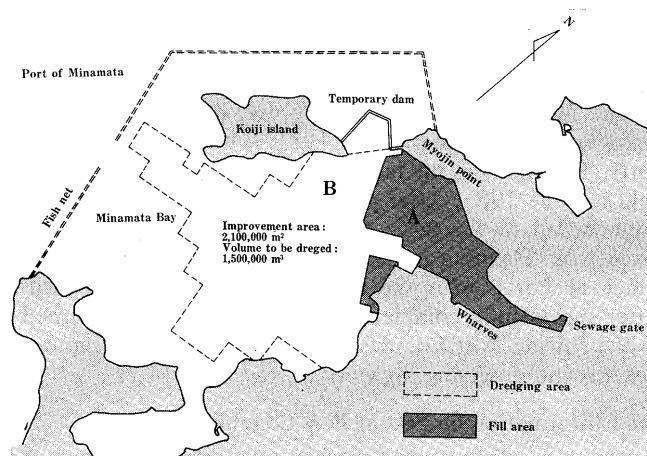 N
Port of Minamata
Temporary dam
Koiji island
Myojin point
B
A
Fish net
Minamata Bay
Improvement area :
2,100,000 m²
Volume to be dreged :
1,500,000 m³
Wharves
Sewage gate
Dredging area
Fill area